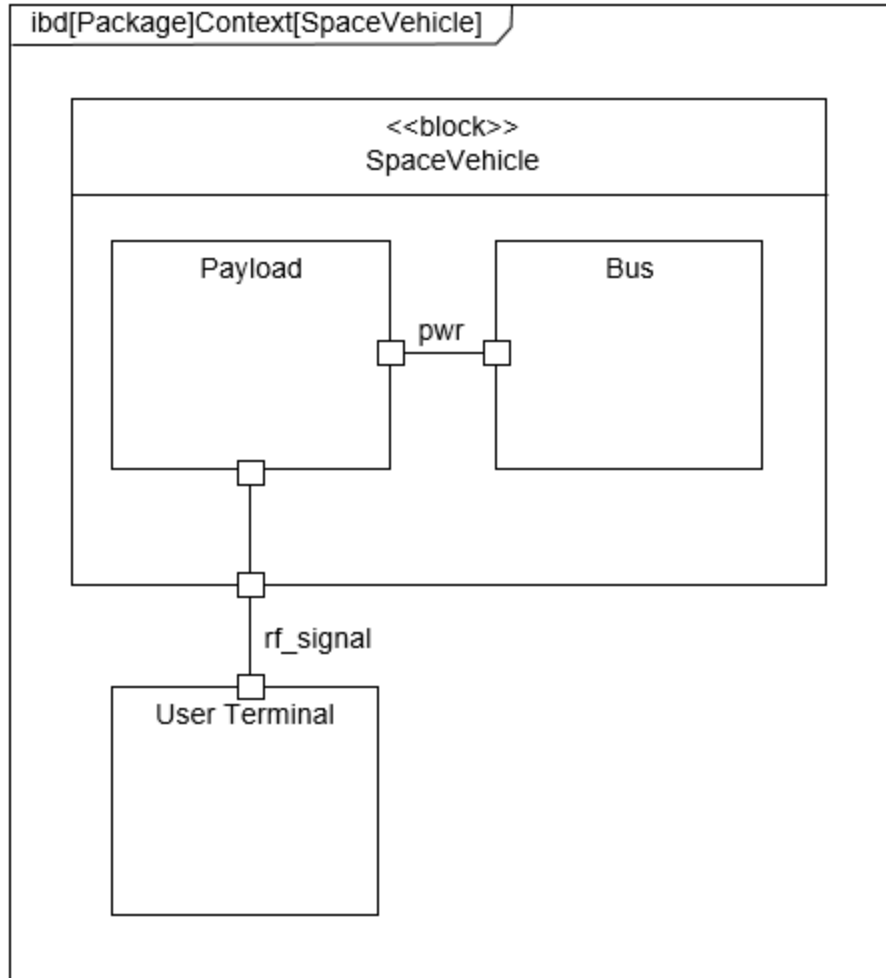 ibd[Package]Context[SpaceVehicle]
<<block>>
SpaceVehicle
Payload
Bus
pwr
rf_signal
User Terminal